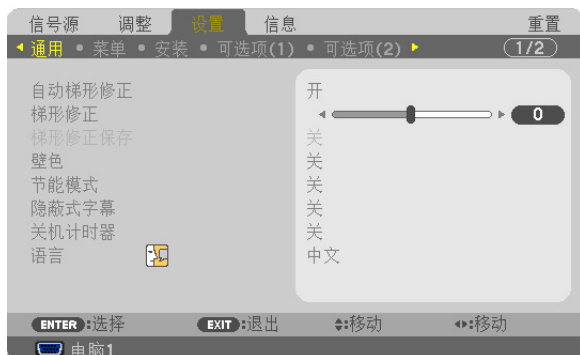 信号源 调整 设置 信息 重置
通用 • 菜单 • 安装 • 可选项(1) • 可选项(2) 1/2
自动梯形修正 开
梯形修正 0
梯形修正保存 关
壁色 关
节能模式 关
隐蔽式字幕 关
关机计时器 关
语言 中文
ENTER :选择 EXIT :退出 :移动 :移动
电脑1